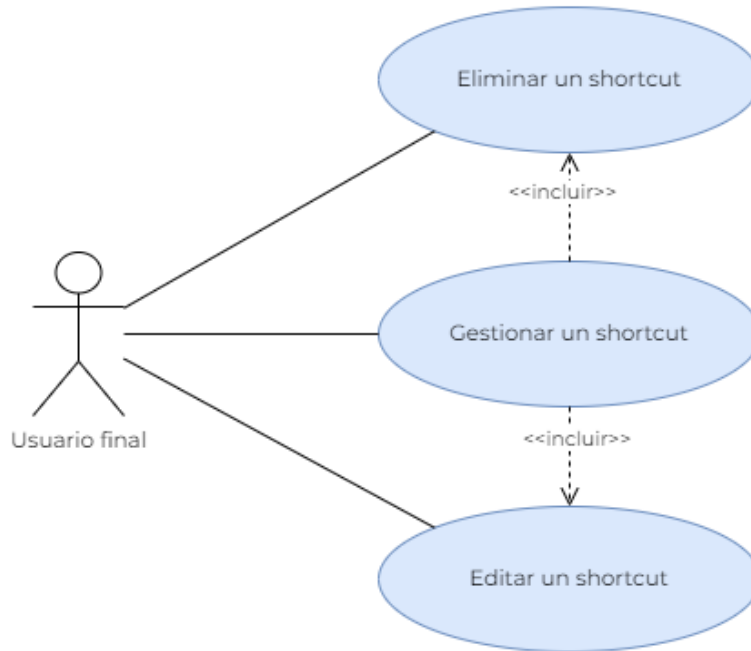 Eliminar un shortcut
<<incluir>>
Gestionar un shortcut
Usuario final
<<incluir>>
Editar un shortcut